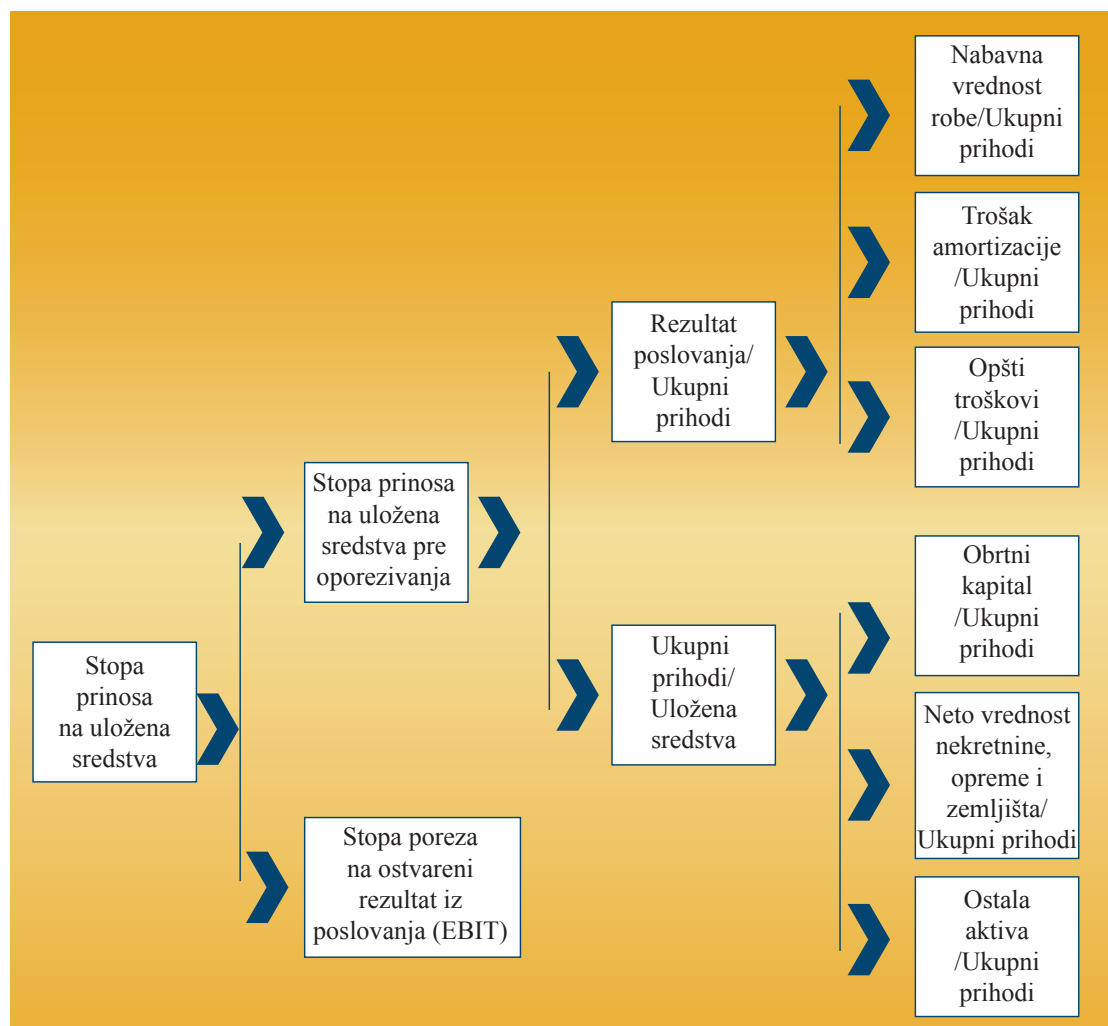 Stopa
prinosa
na uložena
sredstva
Stopa prinosa
na uložena
sredstva pre
oporezivanja
Stopa poreza
na ostvareni
rezultat iz
poslovanja (EBIT)
Rezultat
poslovanja/
Ukupni
prihodi
Ukupni
prihodi/
Uložena
sredstva
Nabavna
vrednost
robe/Ukupni
prihodi
Trošak
amortizacije
/Ukupni
prihodi
Opšti
troškovi
/Ukupni
prihodi
Obrtni
kapital
/Ukupni
prihodi
Neto vrednost
nekretnine,
opreme i
zemljišta/
Ukupni prihodi
Ostala
aktiva
/Ukupni
prihodi